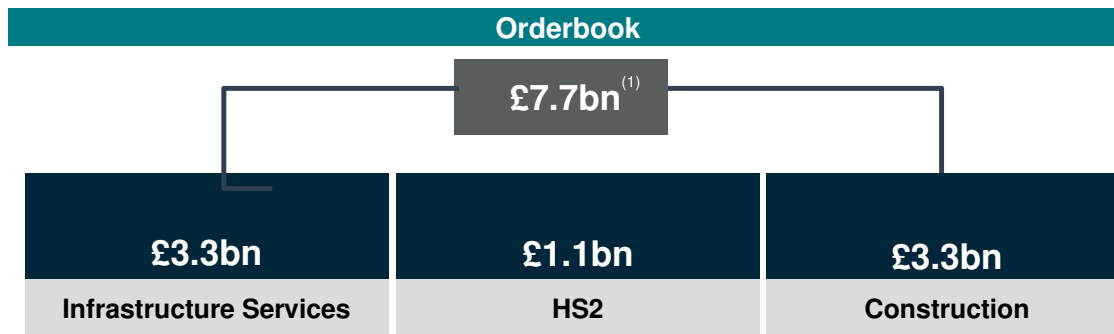 Orderbook
£7.7bn(1)
£3.3bn
£1.1bn
£3.3bn
Infrastructure Services
HS2
Construction